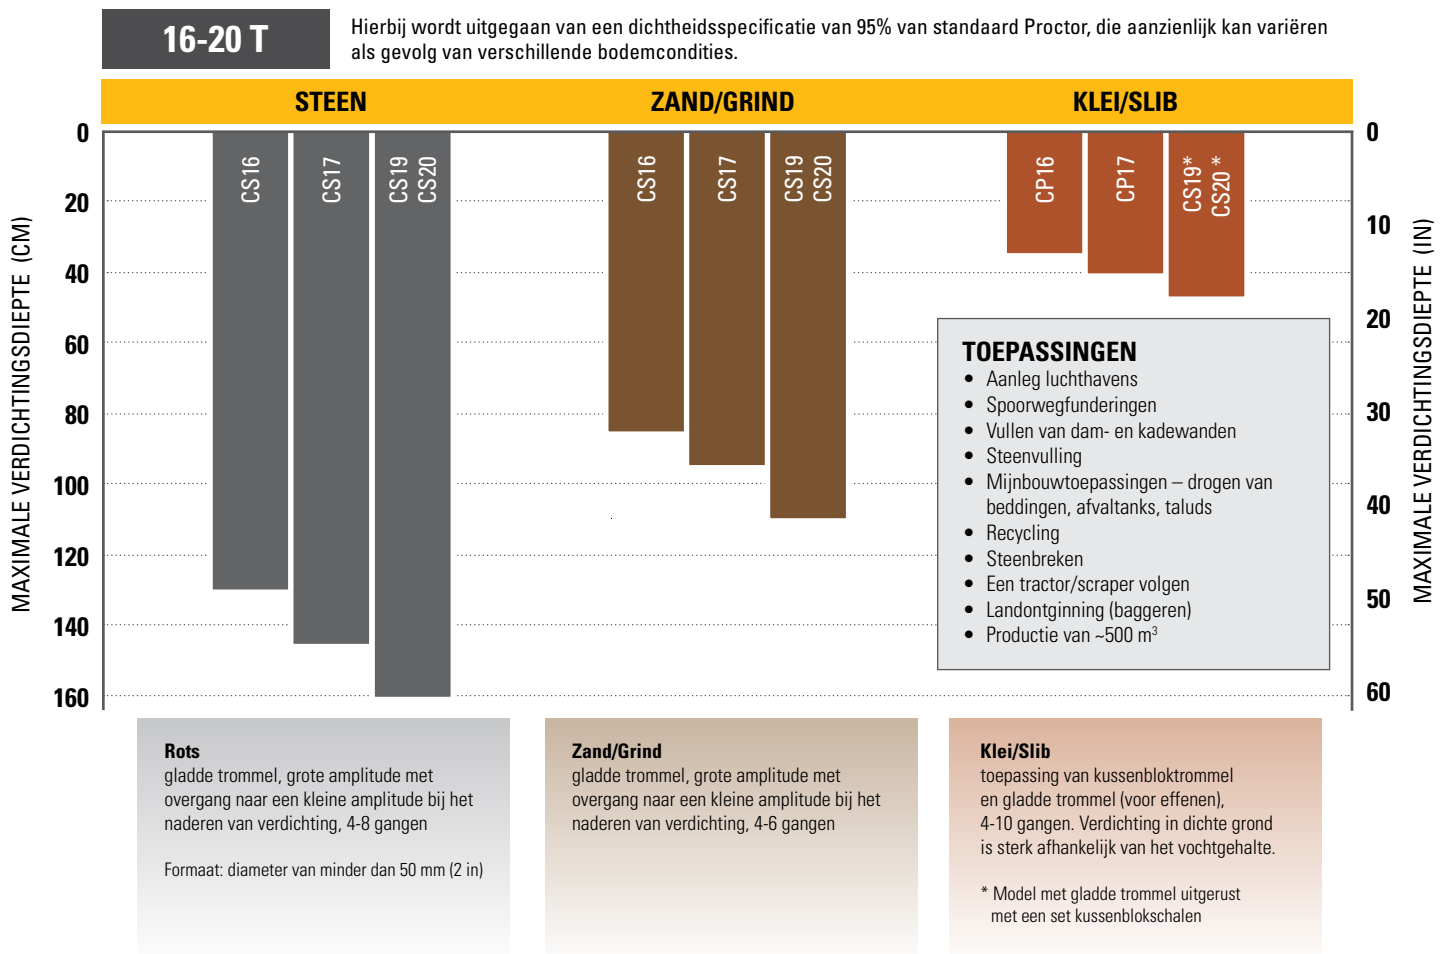 16-20 T
Hierbij wordt uitgegaan van een dichtheidsspecificatie van 95% van standaard Proctor, die aanzienlijk kan variëren
als gevolg van verschillende bodemcondities.
STEEN
ZAND/GRIND
KLEI/SLIB
MAXIMALE VERDICHTINGSDIEPTE (CM)
0
20
40
60
80
100
120
140
160
CS16
CS17
CS19
CS20
CS16
CS17
CS19
CS20
CP16
CP17
CS19*
CS20 *
0
10
20
30
40
50
60
MAXIMALE VERDICHTINGSDIEPTE (IN)
TOEPASSINGEN
• Aanleg luchthavens
• Spoorwegfunderingen
• Vullen van dam- en kadewanden
• Steenvulling
• Mijnbouwtoepassingen – drogen van
beddingen, afvaltanks, taluds
• Recycling
• Steenbreken
• Een tractor/scraper volgen
• Landontginning (baggeren)
• Productie van ~500 m³
Rots
gladde trommel, grote amplitude met
overgang naar een kleine amplitude bij het
naderen van verdichting, 4-8 gangen
Formaat: diameter van minder dan 50 mm (2 in)
Zand/Grind
gladde trommel, grote amplitude met
overgang naar een kleine amplitude bij het
naderen van verdichting, 4-6 gangen
Klei/Slib
toepassing van kussenbloktrommel
en gladde trommel (voor effenen),
4-10 gangen. Verdichting in dichte grond
is sterk afhankelijk van het vochtgehalte.
* Model met gladde trommel uitgerust
met een set kussenblokschalen